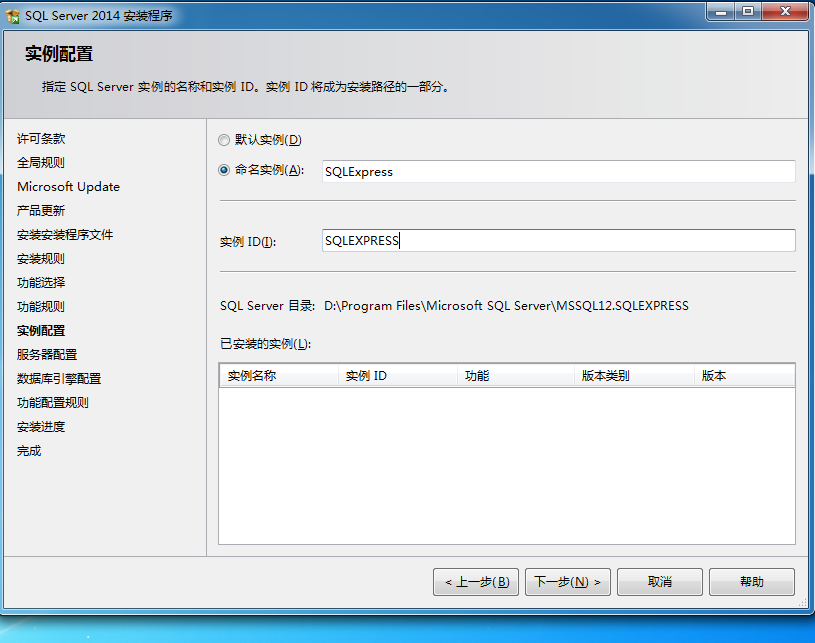 SQL Server 2014 安装程序
实例配置
指定 SQL Server 实例的名称和实例 ID。实例 ID 将成为安装路径的一部分。
许可条款
全局规则
Microsoft Update
产品更新
安装安装程序文件
安装规则
功能选择
功能规则
实例配置
服务器配置
数据库引擎配置
功能配置规则
安装进度
完成
默认实例(D)
命名实例(A): SQLExpress
实例 ID(I): SQLEXPRESS
SQL Server 目录: D:\Program Files\Microsoft SQL Server\MSSQL12.SQLEXPRESS
已安装的实例(L):
实例名称 实例 ID 功能 版本类别 版本
< 上一步(B) 下一步(N) > 取消 帮助